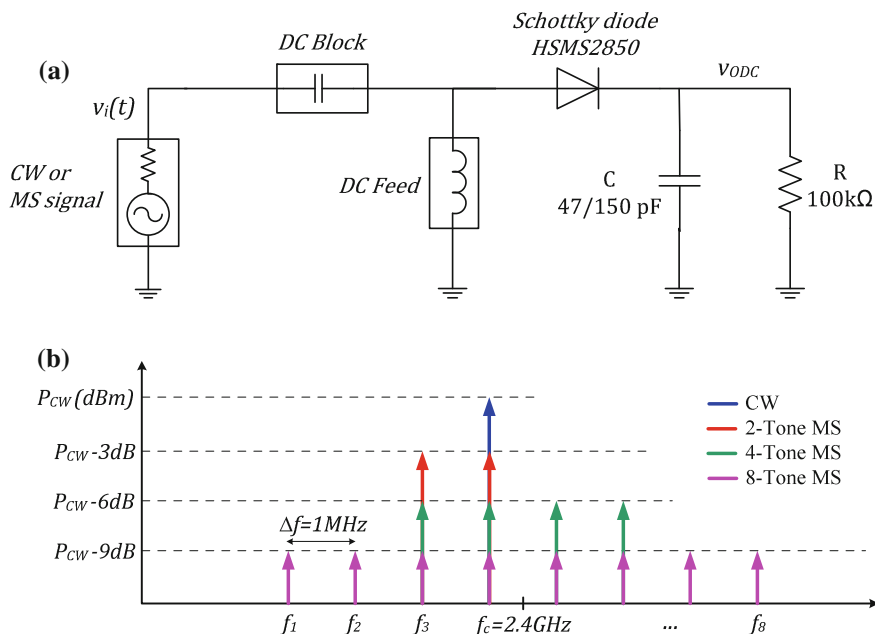 (a)
DC Block
Schottky diode
HSMS2850
vODC
vi(t)
CW or
MS signal
DC Feed
C
47/150 pF
R
100kΩ
(b)
PCW(dBm)
PCW-3dB
PCW-6dB
PCW-9dB
CW
2-Tone MS
4-Tone MS
8-Tone MS
Δf=1MHz
f1 f2 f3 fc=2.4GHz ... f8